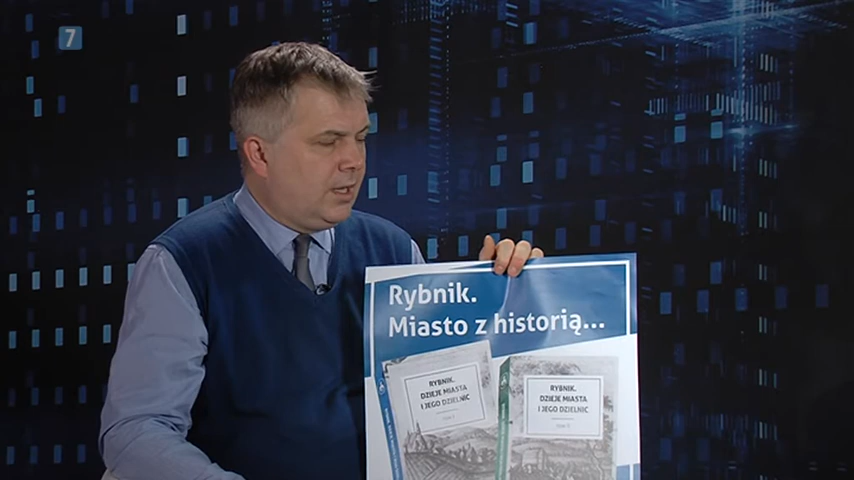 7
Rybnik.
Miasto z historią...
RYBNIK.
DZIEJE MIASTA
I JEGO DZIELNIC
RYBNIK.
DZIEJE MIASTA
I JEGO DZIELNIC